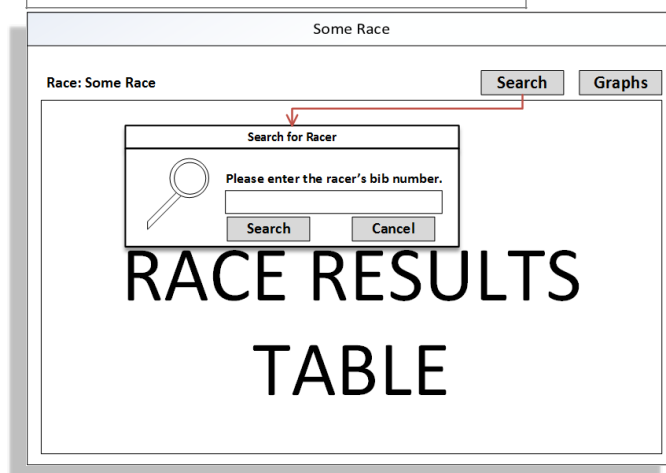 Some Race
Race: Some Race
Search
Graphs
Search for Racer
Please enter the racer's bib number.
Search
Cancel
RACE RESULTS
TABLE